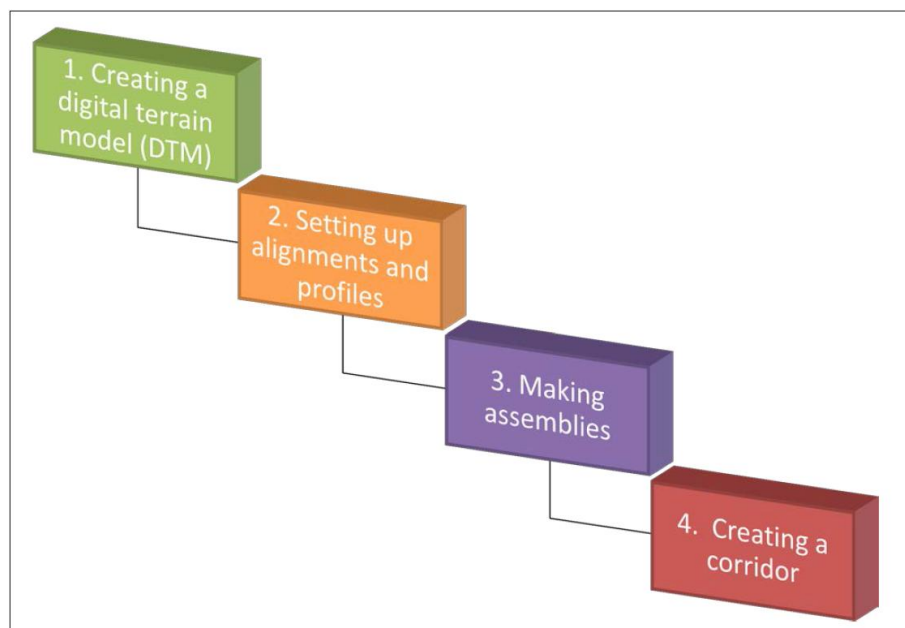 1. Creating a
digital terrain
model (DTM)
2. Setting up
alignments and
profiles
3. Making
assemblies
4. Creating a
corridor